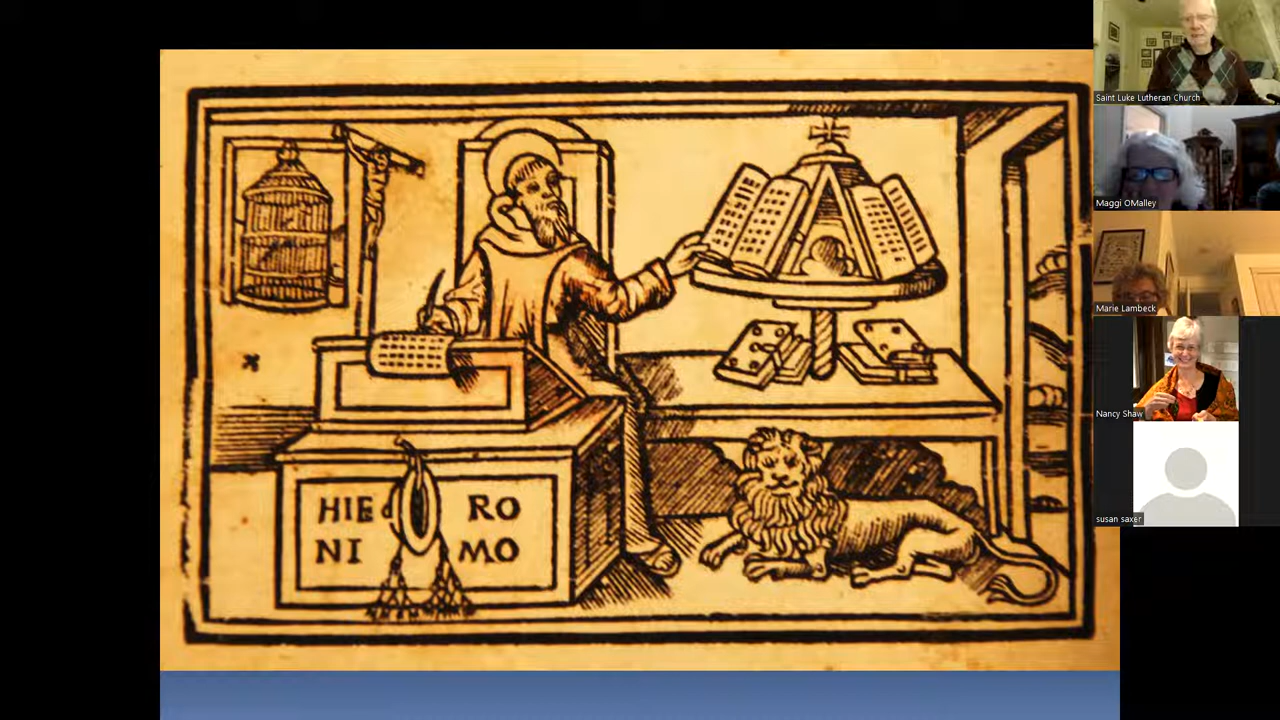 HIE RO
NI MO
Saint Luke Lutheran Church
Maggi OMalley
Marie Lambeck
Nancy Shaw
susan saxer